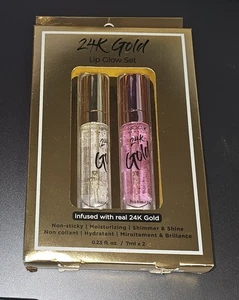 24K Gold
Lip Glow Set
24K
Gold
24K
Gold
Infused with real 24K Gold
Non-sticky | Moisturizing | Shimmer & Shine
Non collant | Hydratant | Miroitement & Brillance
0.23 fl. oz. / 7ml x 2